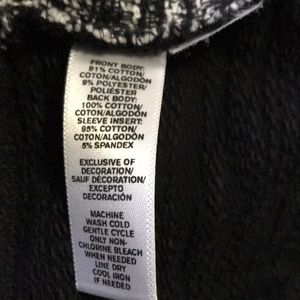 FRONT BODY:
91% COTTON/
COTON/ALGODÓN
9% POLYESTER/
POLIÉSTER
BACK BODY:
100% COTTON/
COTON/ALGODÓN
SLEEVE INSERT:
95% COTTON/
COTON/ALGODÓN
5% SPANDEX
EXCLUSIVE OF
DECORATION/
SAUF DÉCORATION/
EXCEPTO
DECORACIÓN
MACHINE
WASH COLD
GENTLE CYCLE
ONLY NON-
CHLORINE BLEACH
WHEN NEEDED
LINE DRY
COOL IRON
IF NEEDED